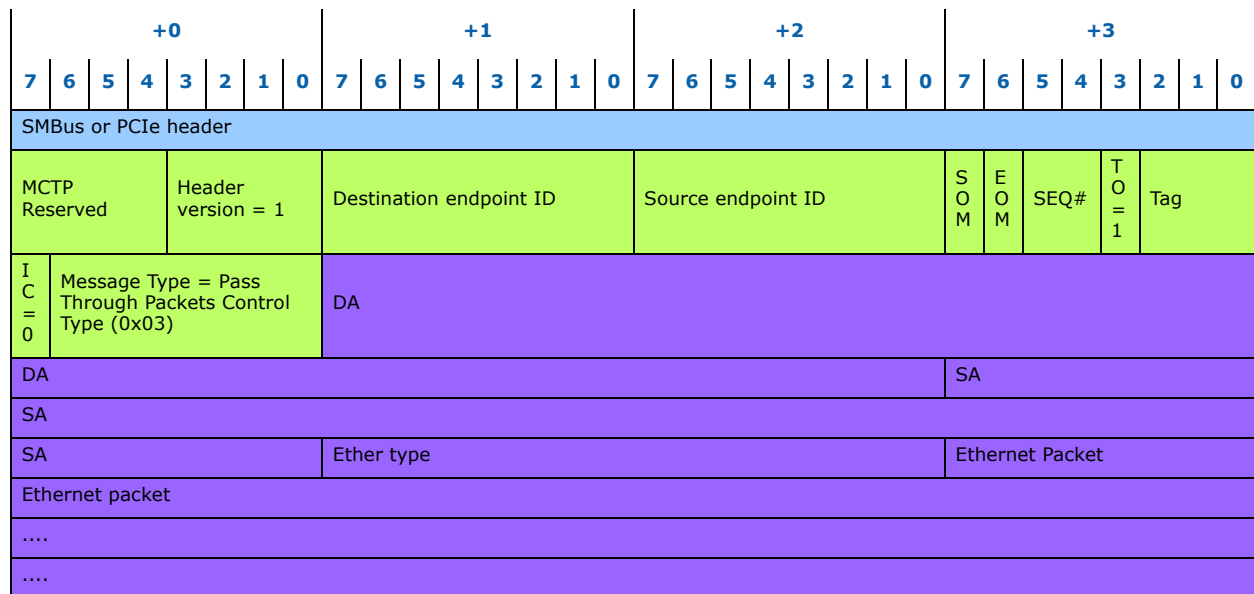 +0 +1 +2 +3
7 6 5 4 3 2 1 0 7 6 5 4 3 2 1 0 7 6 5 4 3 2 1 0 7 6 5 4 3 2 1 0
SMBus or PCIe header
MCTP
Reserved
Header
version = 1
Destination endpoint ID
Source endpoint ID
S
O
M
E
O
M
SEQ#
T
O
=
1
Tag
I
C
=
0
Message Type = Pass
Through Packets Control
Type (0x03)
DA
DA SA
SA
SA Ether type Ethernet Packet
Ethernet packet
....
....